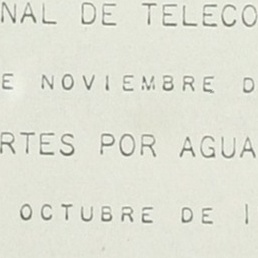 NAL DE TELECO
E NOVIEMBRE D
RTES POR AGUA
OCTUBRE DE 1